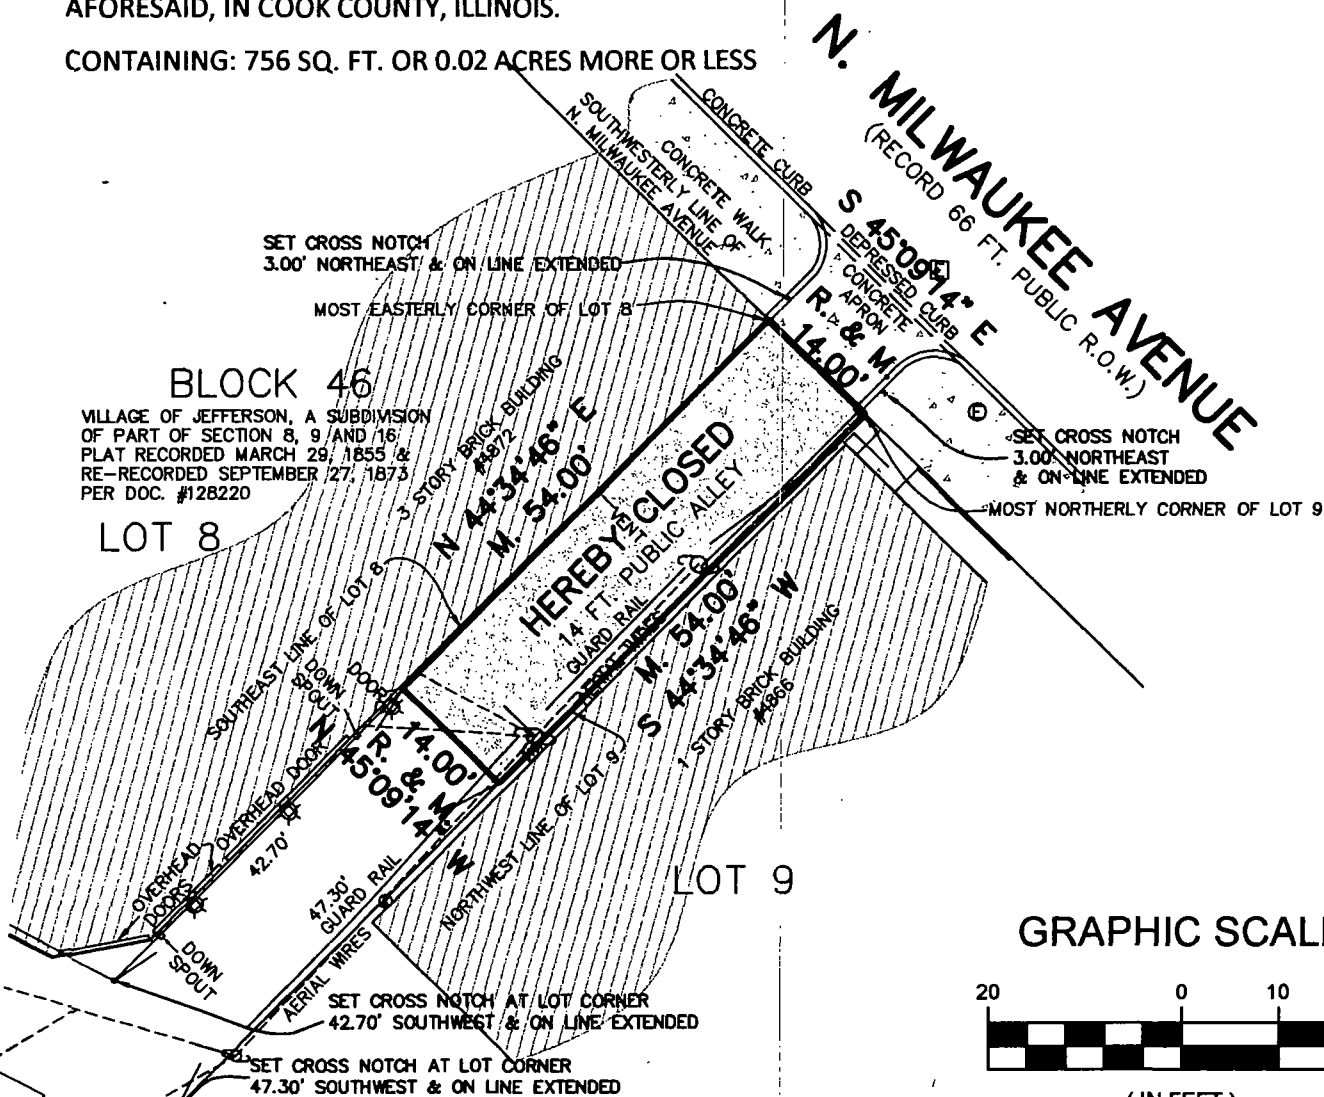 AFORESAID, IN COOK COUNTY, ILLINOIS.
CONTAINING: 756 SQ. FT. OR 0.02 ACRES MORE OR LESS
N. MILWAUKEE AVENUE
(RECORD 66 FT. PUBLIC R.O.W.)
CONCRETE CURB
CONCRETE WALK
SOUTHWESTERLY LINE OF
N. MILWAUKEE AVENUE
S 45°09'14" E
DEPRESSED CURB
CONCRETE
APRON
R. & M.
14.00'
E
SET CROSS NOTCH
3.00' NORTHEAST & ON LINE EXTENDED
MOST EASTERLY CORNER OF LOT 8
BLOCK 46
VILLAGE OF JEFFERSON, A SUBDIVISION
OF PART OF SECTION 8, 9 AND 16
PLAT RECORDED MARCH 29, 1855 &
RE-RECORDED SEPTEMBER 27, 1873
PER DOC. #128220
LOT 8
3 STORY BRICK BUILDING
#4872
N 44°34'46" E
M. 54.00'
HEREBY CLOSED
VENT
14 FT. PUBLIC ALLEY
GUARD RAIL
AERIAL WIRES
M. 54.00'
S 44°34'46" W
1 STORY BRICK BUILDING
#4866
E
SET CROSS NOTCH
3.00' NORTHEAST
& ON LINE EXTENDED
MOST NORTHERLY CORNER OF LOT 9
SOUTHEAST LINE OF LOT 8
DOOR
DOWN
SPOUT
14.00'
R. & M.
N 45°09'14" W
OVERHEAD DOOR
OVERHEAD
DOORS
42.70'
47.30'
GUARD RAIL
AERIAL WIRES
NORTHWEST LINE OF LOT 9
LOT 9
DOWN
SPOUT
SET CROSS NOTCH AT LOT CORNER
42.70' SOUTHWEST & ON LINE EXTENDED
SET CROSS NOTCH AT LOT CORNER
47.30' SOUTHWEST & ON LINE EXTENDED
GRAPHIC SCALE
20 0 10
( IN FEET )